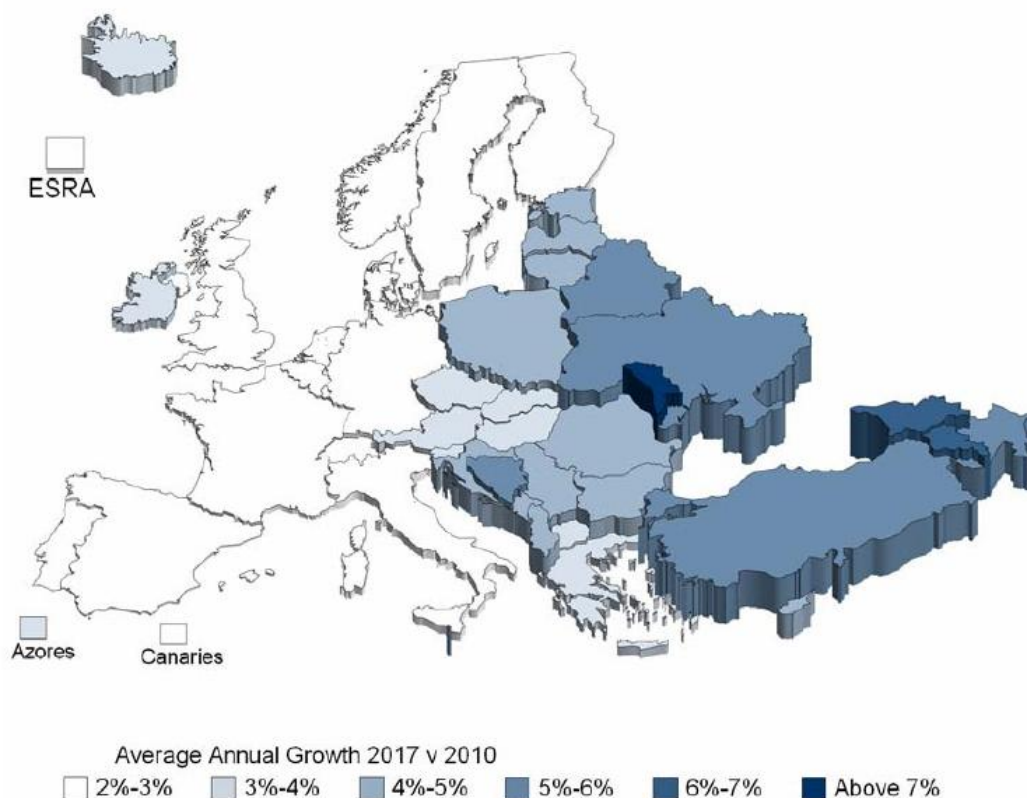 ESRA
Azores
Canaries
Average Annual Growth 2017 v 2010
2%-3% 3%-4% 4%-5% 5%-6% 6%-7% Above 7%